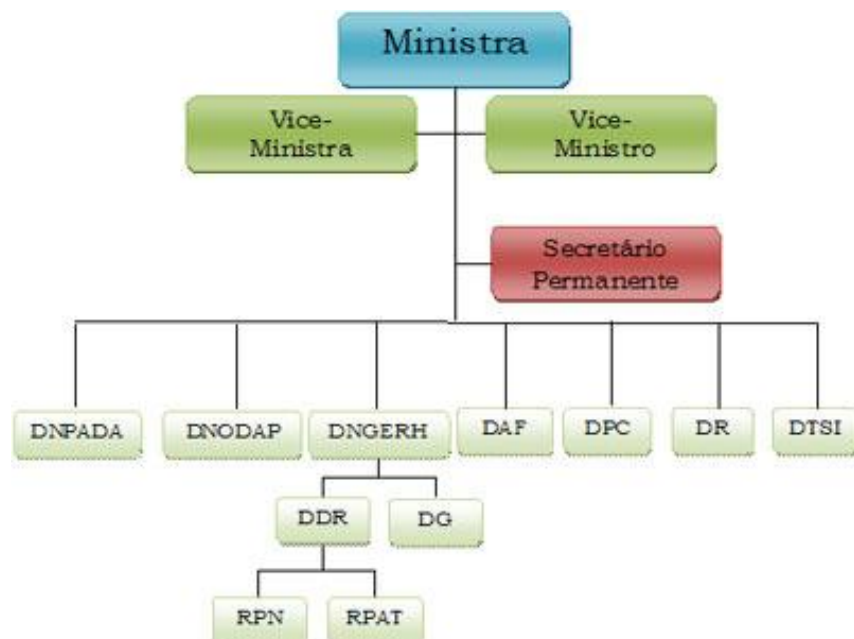 Ministra
Vice-
Ministra
Vice-
Ministro
Secretário
Permanente
DNPADA
DNODAP
DNGERH
DAF
DPC
DR
DTSI
DDR
DG
RPN
RPAT